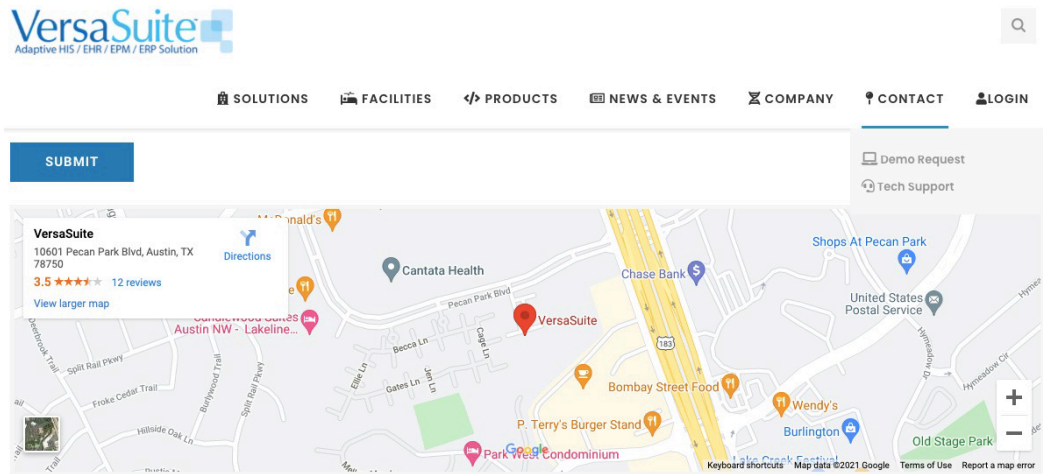 VersaSuite
Adaptive HIS / EHR / EPM / ERP Solution
SOLUTIONS FACILITIES PRODUCTS NEWS & EVENTS COMPANY CONTACT LOGIN
SUBMIT
Demo Request
Tech Support
VersaSuite
10601 Pecan Park Blvd, Austin, TX
78750
Directions
3.5 12 reviews
View larger map
Shops At Pecan Park
Cantata Health
Chase Bank
Pecan Park Blvd
United States
Postal Service
VersaSuite
Austin NW - Lakeline...
183
Becca Ln
Cage Ln
Split Rail Pkwy
Ellie Ln
Jen Ln
Gates Ln
Bombay Street Food
Froke Cedar Trail
Burlywood Trail
Split Rail Pkwy
Hymeadow Dr
Hymeadow Cir
Wendy's
P. Terry's Burger Stand
Burlington
Hillside Oak Ln
Old Stage Park
Park West Condominium
Google
Lake Creek Festival
Keyboard shortcuts Map data ©2021 Google Terms of Use Report a map error